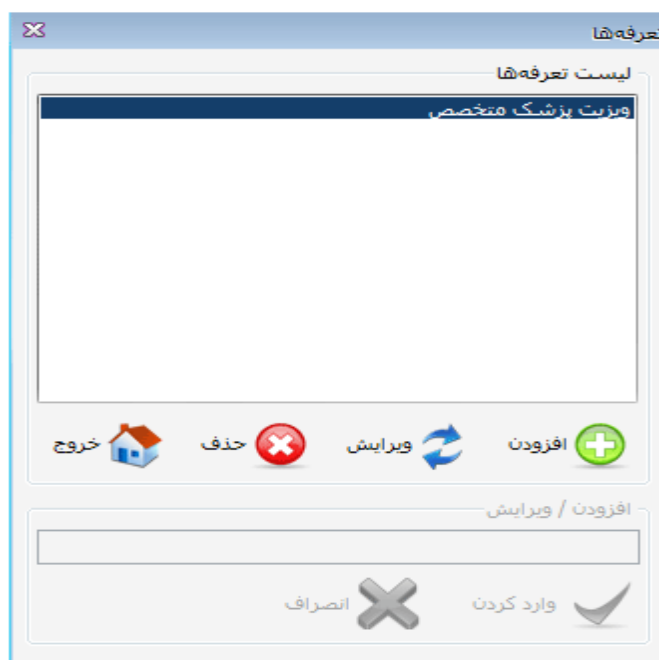 تعرفه‌ها
لیست تعرفه‌ها
ویزیت پزشک متخصص
افزودن ویرایش حذف خروج
افزودن / ویرایش
وارد کردن انصراف